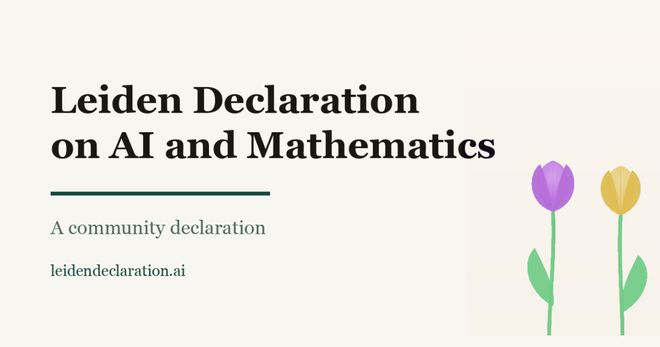 Leiden Declaration
on AI and Mathematics
A community declaration
leidendeclaration.ai